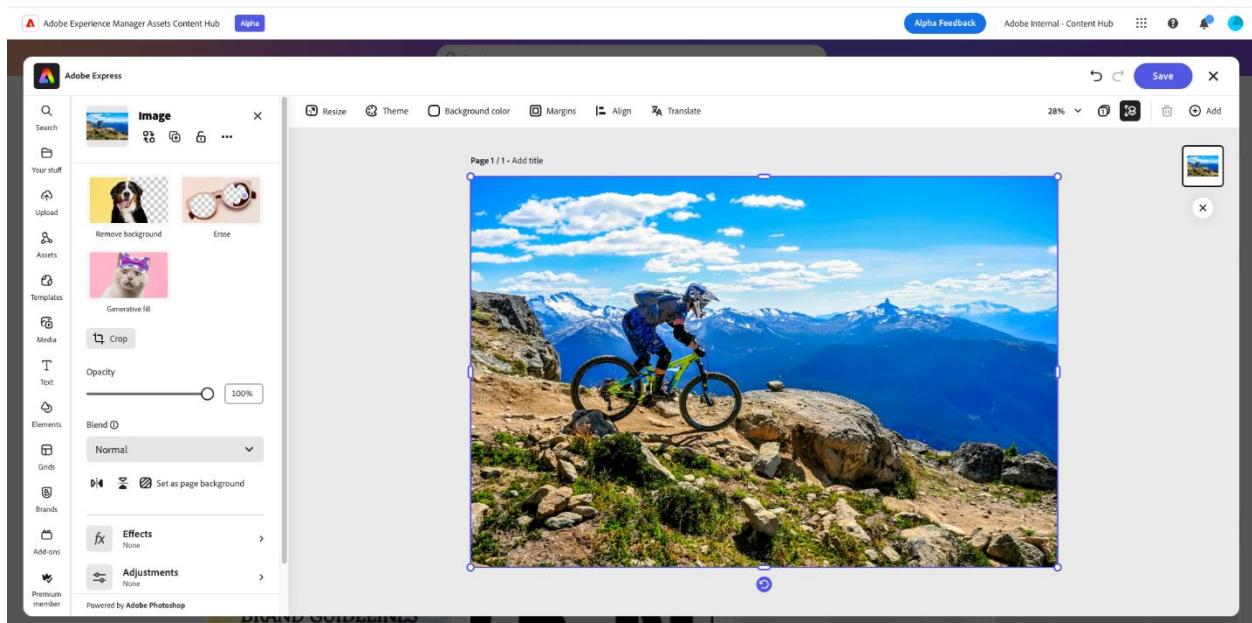 Adobe Experience Manager Assets Content Hub
Alpha
Alpha Feedback
Adobe Internal - Content Hub
Adobe Express
Save
Search
Your stuff
Upload
Assets
Templates
Media
Text
Elements
Grids
Brands
Add-ons
Premium
member
Image
Remove background
Erase
Generative fill
Crop
Opacity
100%
Blend
Normal
Set as page background
fx
Effects
None
Adjustments
None
Powered by Adobe Photoshop
Resize
Theme
Background color
Margins
Align
Translate
28%
Add
Page 1 / 1 - Add title
BRAND GUIDELINES